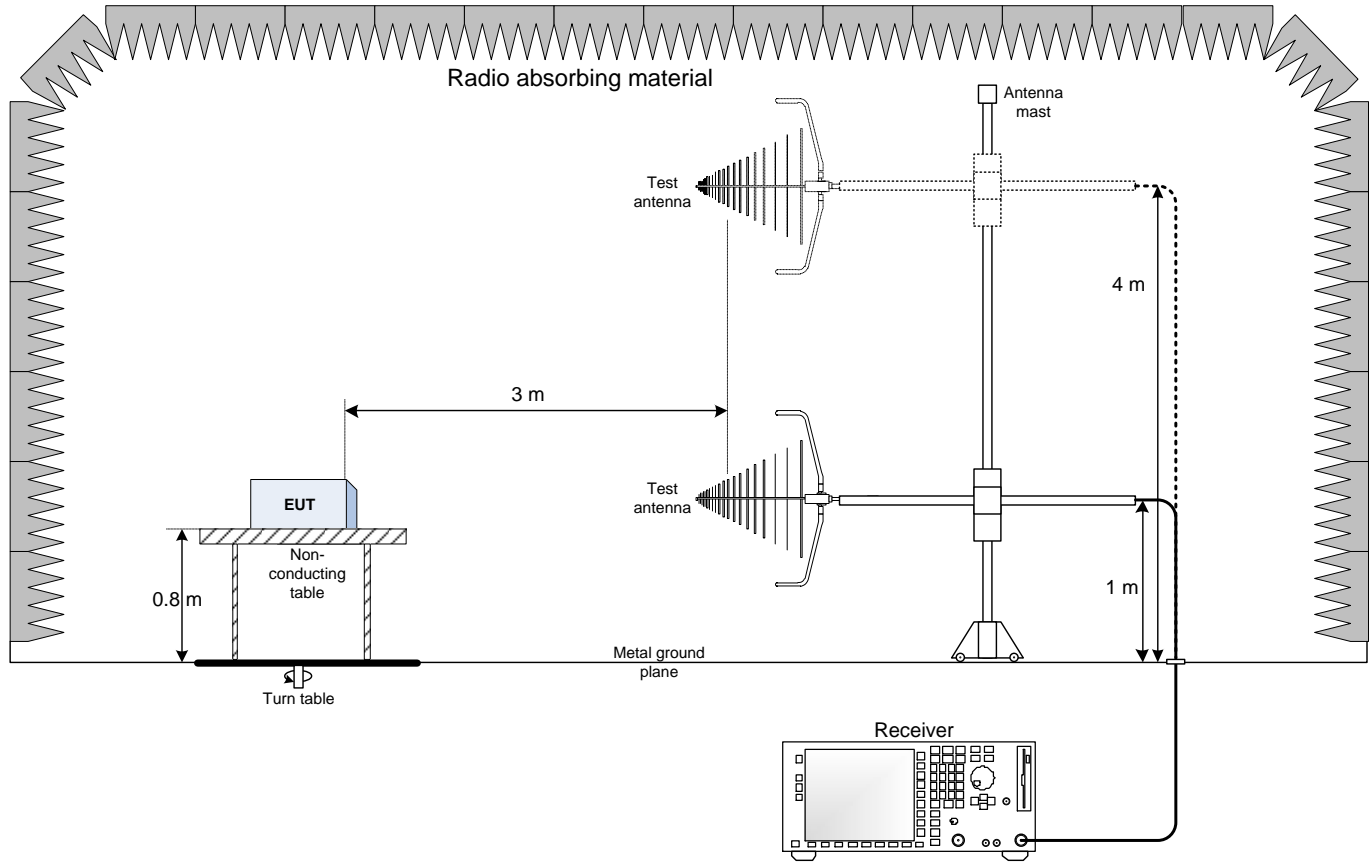 Radio absorbing material
Antenna
mast
Test
antenna
4 m
3 m
Test
antenna
EUT
Non-
conducting
table
0.8 m
1 m
Metal ground
plane
Turn table
Receiver